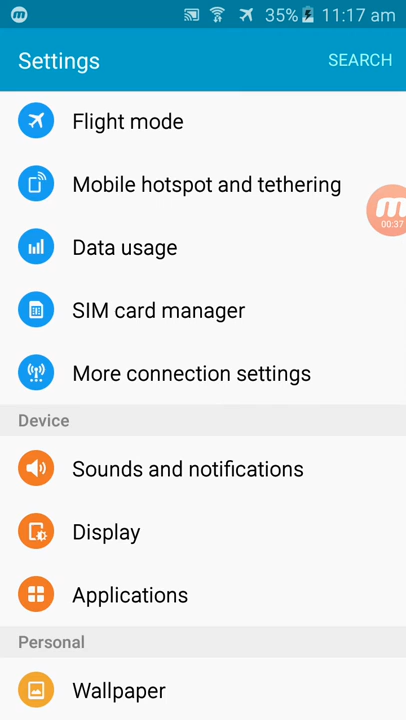 35% 11:17 am
Settings SEARCH
Flight mode
Mobile hotspot and tethering
00:37
Data usage
SIM card manager
More connection settings
Device
Sounds and notifications
Display
Applications
Personal
Wallpaper